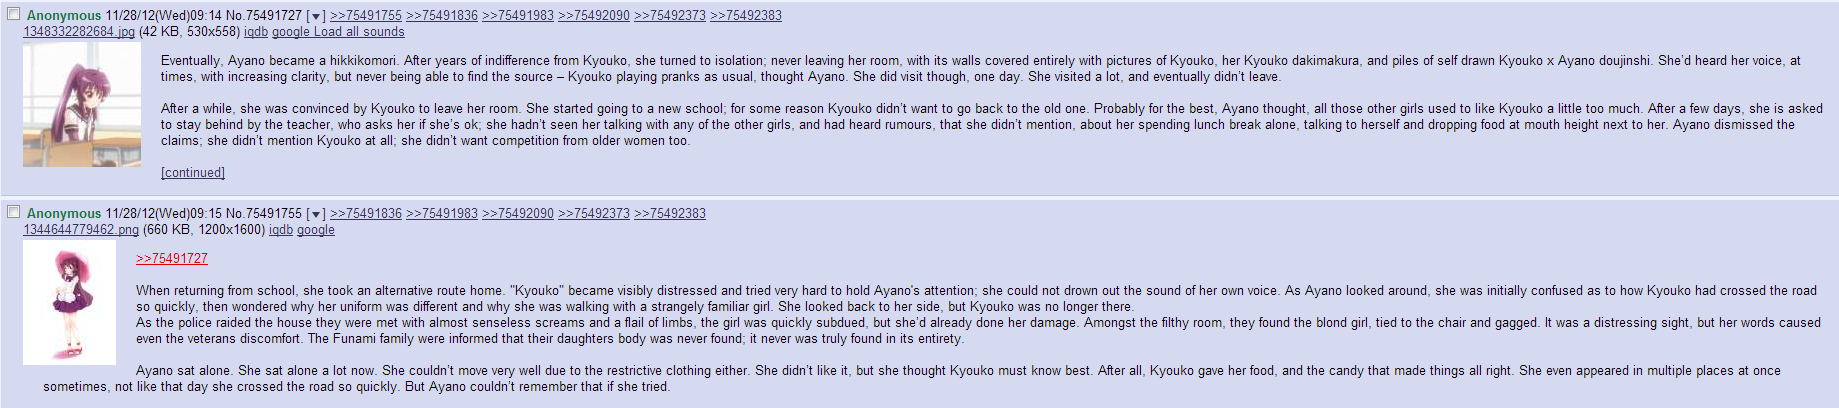 Anonymous 11/28/12(Wed)09:14 No.75491727 [▼] >>75491755 >>75491836 >>75491983 >>75492090 >>75492373 >>75492383
1348332282684.jpg (42 KB, 530x558) iqdb google Load all sounds
Eventually, Ayano became a hikkikomori. After years of indifference from Kyouko, she turned to isolation; never leaving her room, with its walls covered entirely with pictures of Kyouko, her Kyouko dakimakura, and piles of self drawn Kyouko x Ayano doujinshi. She'd heard her voice, at
times, with increasing clarity, but never being able to find the source – Kyouko playing pranks as usual, thought Ayano. She did visit though, one day. She visited a lot, and eventually didn't leave.
After a while, she was convinced by Kyouko to leave her room. She started going to a new school; for some reason Kyouko didn't want to go back to the old one. Probably for the best, Ayano thought, all those other girls used to like Kyouko a little too much. After a few days, she is asked
to stay behind by the teacher, who asks her if she's ok; she hadn't seen her talking with any of the other girls, and had heard rumours, that she didn't mention, about her spending lunch break alone, talking to herself and dropping food at mouth height next to her. Ayano dismissed the
claims; she didn't mention Kyouko at all; she didn't want competition from older women too.
[continued]
Anonymous 11/28/12(Wed)09:15 No.75491755 [▼] >>75491836 >>75491983 >>75492090 >>75492373 >>75492383
1344644779462.png (660 KB, 1200x1600) iqdb google
>>75491727
When returning from school, she took an alternative route home. "Kyouko" became visibly distressed and tried very hard to hold Ayano's attention; she could not drown out the sound of her own voice. As Ayano looked around, she was initially confused as to how Kyouko had crossed the road
so quickly, then wondered why her uniform was different and why she was walking with a strangely familiar girl. She looked back to her side, but Kyouko was no longer there.
As the police raided the house they were met with almost senseless screams and a flail of limbs, the girl was quickly subdued, but she'd already done her damage. Amongst the filthy room, they found the blond girl, tied to the chair and gagged. It was a distressing sight, but her words caused
even the veterans discomfort. The Funami family were informed that their daughters body was never found; it never was truly found in its entirety.
Ayano sat alone. She sat alone a lot now. She couldn't move very well due to the restrictive clothing either. She didn't like it, but she thought Kyouko must know best. After all, Kyouko gave her food, and the candy that made things all right. She even appeared in multiple places at once
sometimes, not like that day she crossed the road so quickly. But Ayano couldn't remember that if she tried.